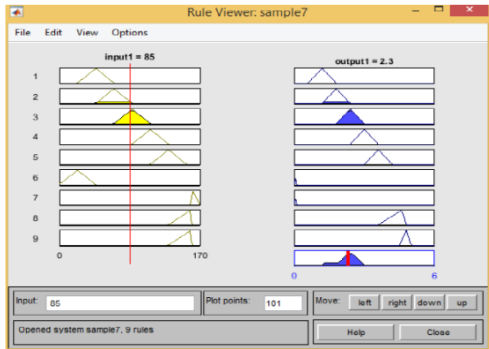 Rule Viewer: sample7
File Edit View Options
input1 = 85
output1 = 2.3
1
2
3
4
5
6
7
8
9
0 170
0 6
Input: 85 Plot points: 101 Move: left right down up
Opened system sample7, 9 rules
Help Close